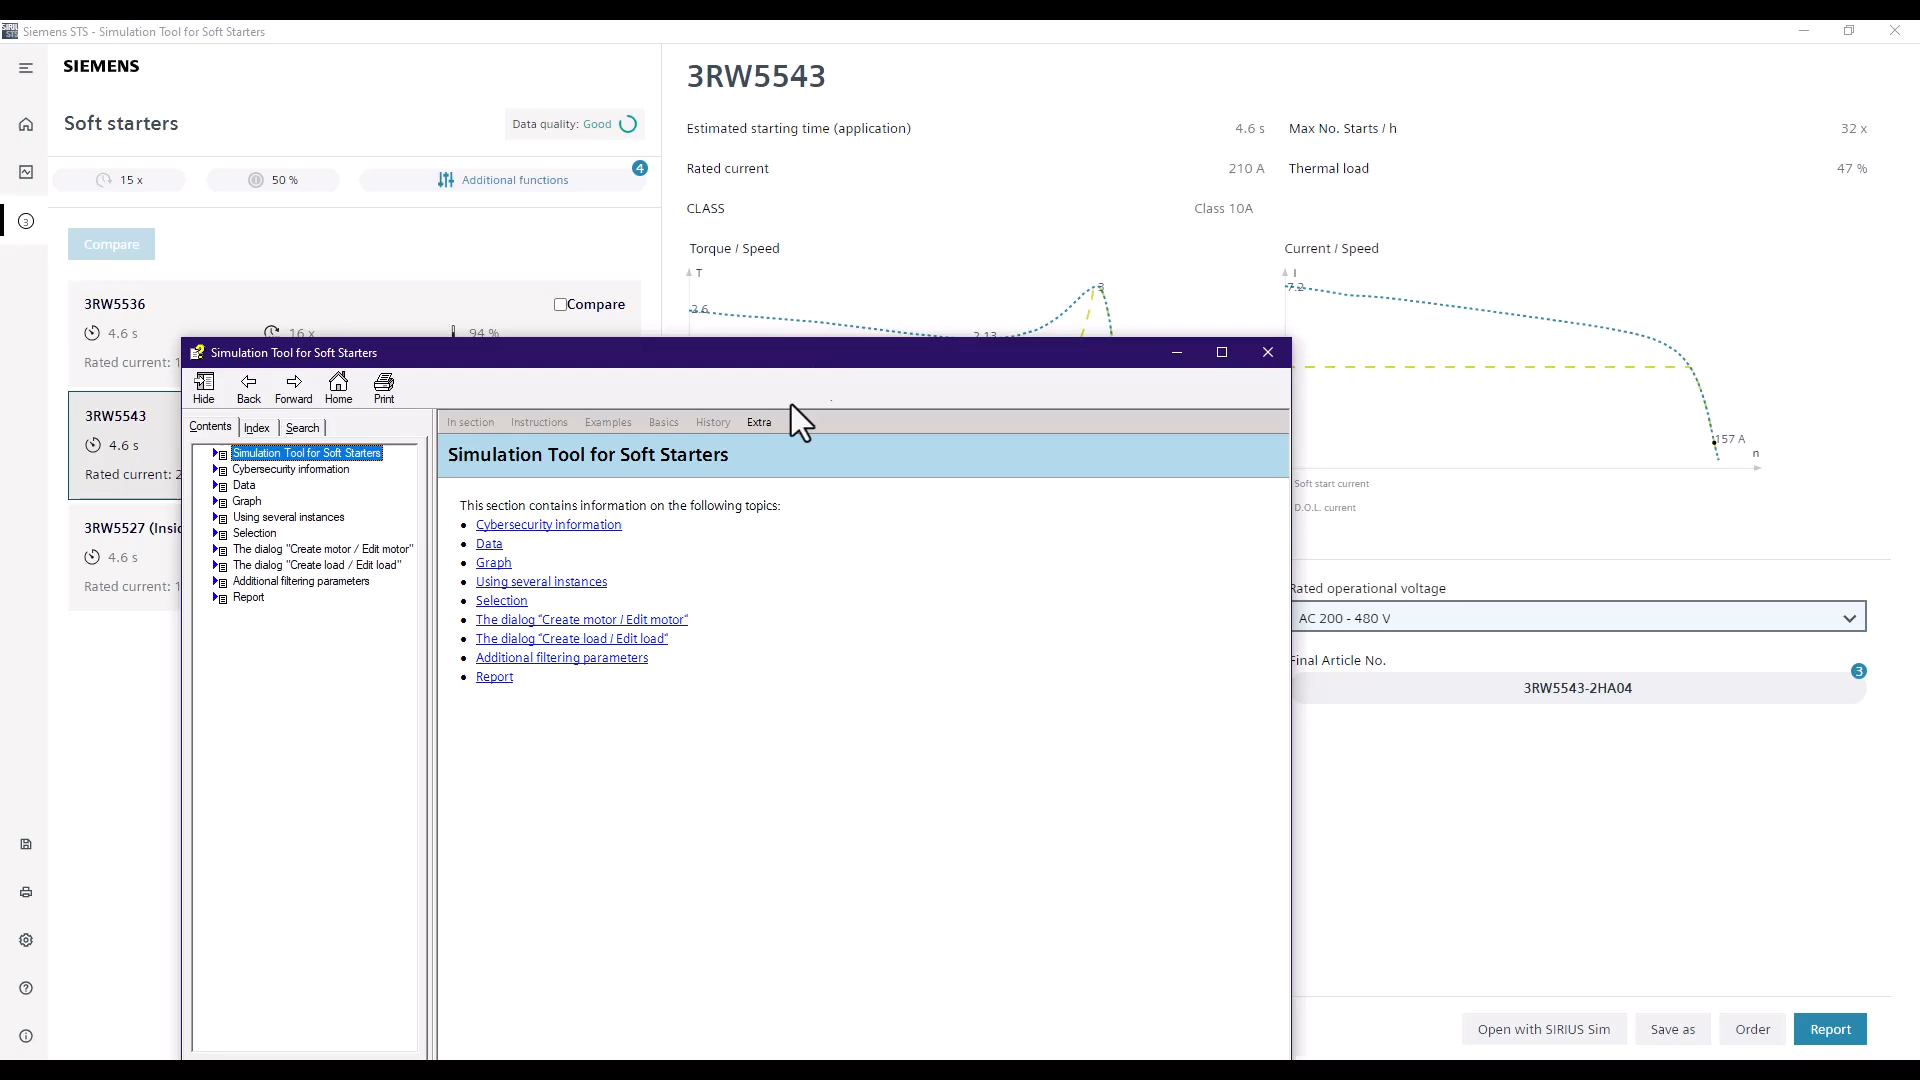 Siemens STS - Simulation Tool for Soft Starters
SIEMENS
Soft starters
Data quality: Good
15 x
50 %
Additional functions
4
3
Compare
3RW5536
Compare
4.6 s
16 x
94 %
Rated current: 1
3RW5543
4.6 s
Rated current: 2
3RW5527 (Insi
4.6 s
Rated current: 1
3RW5543
Estimated starting time (application)
4.6 s
Max No. Starts / h
32 x
Rated current
210 A
Thermal load
47 %
CLASS
Class 10A
Torque / Speed
T
2.6
2.13
3
Current / Speed
I
7.2
157 A
n
Soft start current
D.O.L. current
Simulation Tool for Soft Starters
Hide
Back
Forward
Home
Print
Contents
Index
Search
Simulation Tool for Soft Starters
Cybersecurity information
Data
Graph
Using several instances
Selection
The dialog "Create motor / Edit motor"
The dialog "Create load / Edit load"
Additional filtering parameters
Report
In section
Instructions
Examples
Basics
History
Extra
Simulation Tool for Soft Starters
This section contains information on the following topics:
Cybersecurity information
Data
Graph
Using several instances
Selection
The dialog "Create motor / Edit motor"
The dialog "Create load / Edit load"
Additional filtering parameters
Report
Rated operational voltage
AC 200 - 480 V
Final Article No.
3
3RW5543-2HA04
Open with SIRIUS Sim
Save as
Order
Report